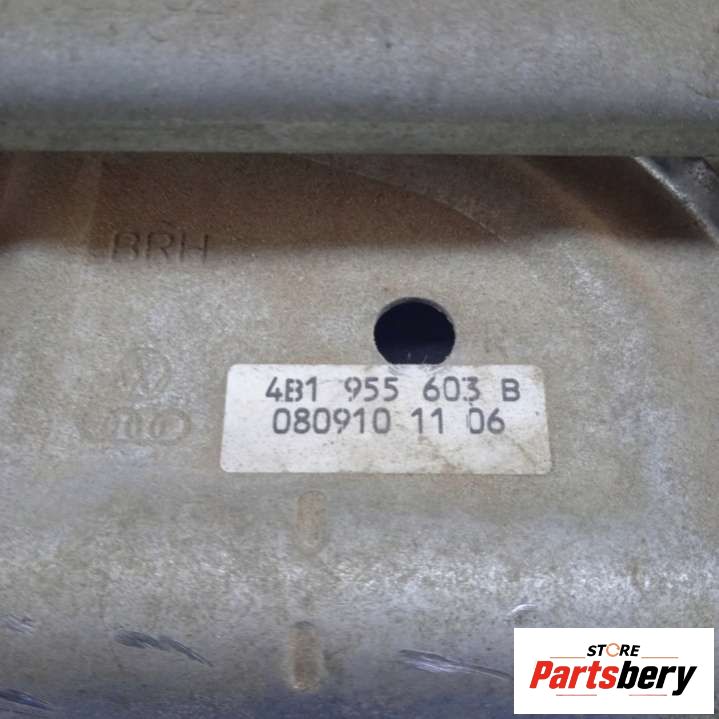 BRH
4B1 955 603 B
080910 11 06
STORE
Partsbery